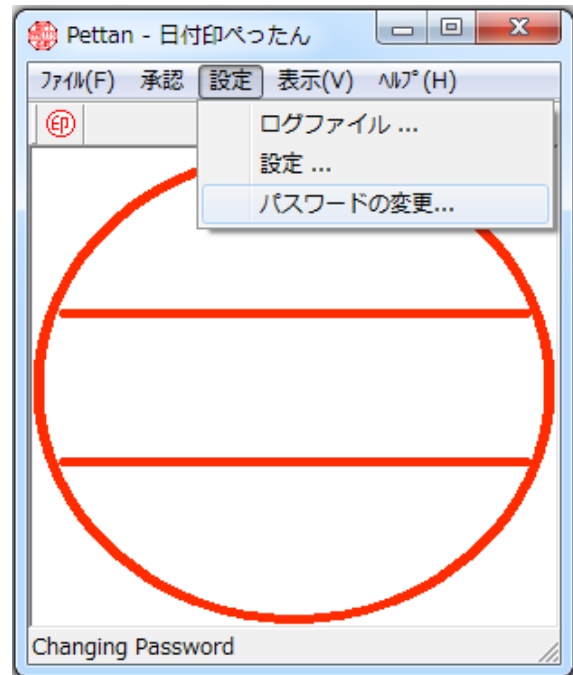 Pettan - 日付印ぺったん
ﾌｧｲﾙ(F) 承認 設定 表示(V) ﾍﾙﾌﾟ(H)
印
ログファイル ...
設定 ...
パスワードの変更...
Changing Password